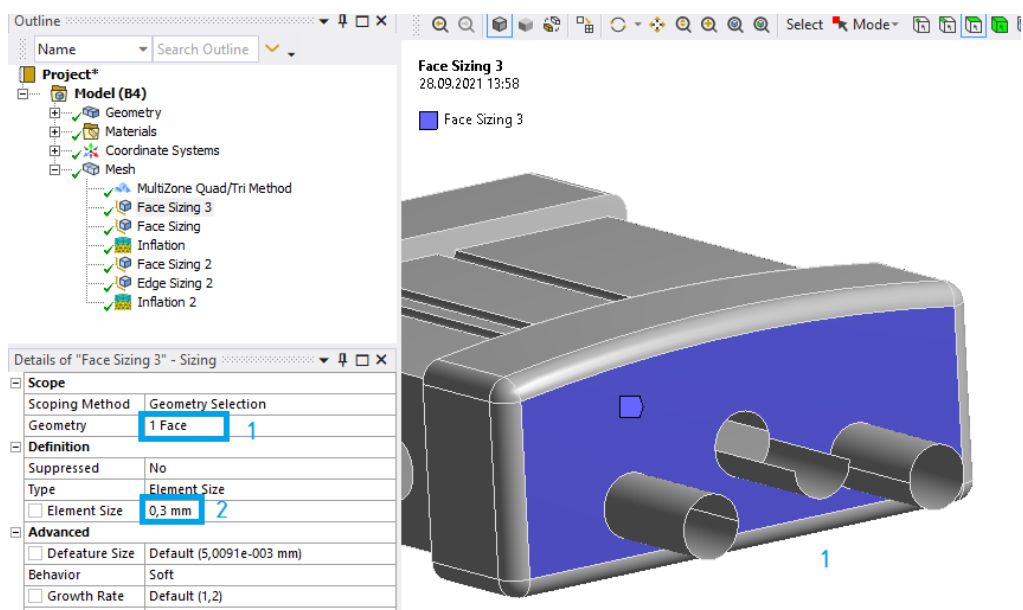 Outline
Name Search Outline
Project*
Model (B4)
Geometry
Materials
Coordinate Systems
Mesh
MultiZone Quad/Tri Method
Face Sizing 3
Face Sizing
Inflation
Face Sizing 2
Edge Sizing 2
Inflation 2
Details of "Face Sizing 3" - Sizing
Scope
Scoping Method Geometry Selection
Geometry 1 Face 1
Definition
Suppressed No
Type Element Size
Element Size 0,3 mm 2
Advanced
Defeature Size Default (5,0091e-003 mm)
Behavior Soft
Growth Rate Default (1,2)
Select Mode
Face Sizing 3
28.09.2021 13:58
Face Sizing 3
1